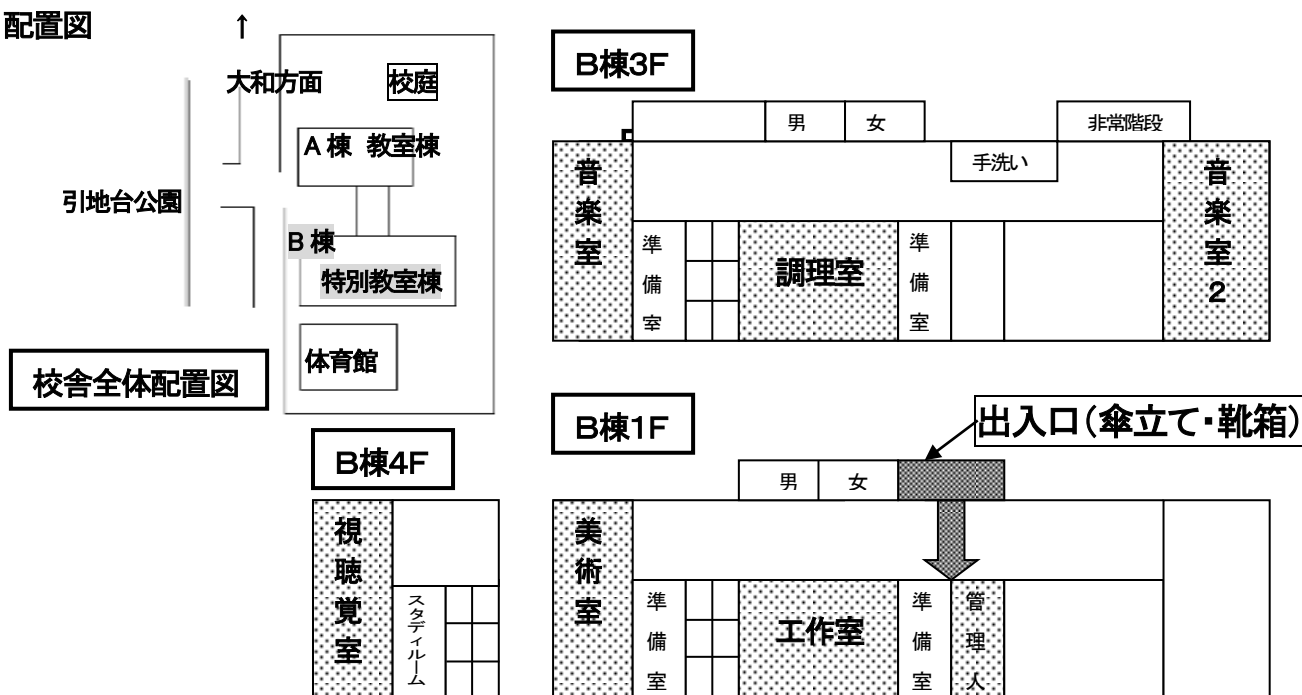 配置図
↑
大和方面
校庭
A棟 教室棟
引地台公園
B棟
特別教室棟
体育館
校舎全体配置図
B棟3F
男
女
非常階段
手洗い
音楽室
準備室
調理室
準備室
音楽室2
B棟4F
視聴覚室
スタディルーム
B棟1F
出入口(傘立て・靴箱)
男
女
美術室
準備室
工作室
準備室
管理人